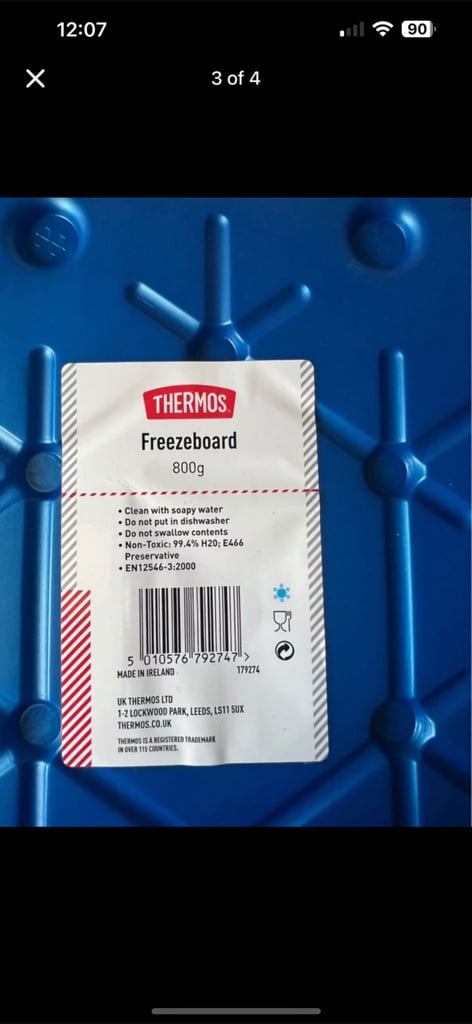 12:07
90
3 of 4
THERMOS.
Freezeboard
800g
• Clean with soapy water
• Do not put in dishwasher
• Do not swallow contents
• Non-Toxic: 99.4% H20; E466
Preservative
• EN12546-3:2000
5 010576 792747 >
MADE IN IRELAND
179274
UK THERMOS LTD
1-2 LOCKWOOD PARK, LEEDS, LS11 5UX
THERMOS.CO.UK
THERMOS IS A REGISTERED TRADEMARK
IN OVER 115 COUNTRIES.